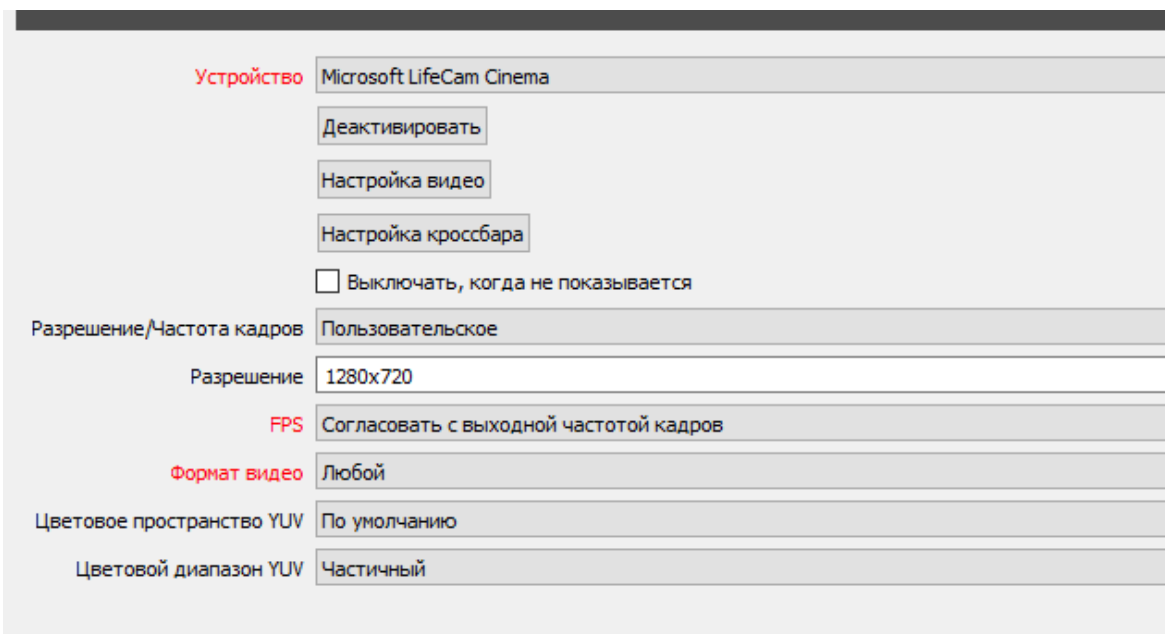 Устройство Microsoft LifeCam Cinema
Деактивировать
Настройка видео
Настройка кроссбара
Выключать, когда не показывается
Разрешение/Частота кадров Пользовательское
Разрешение 1280x720
FPS Согласовать с выходной частотой кадров
Формат видео Любой
Цветовое пространство YUV По умолчанию
Цветовой диапазон YUV Частичный